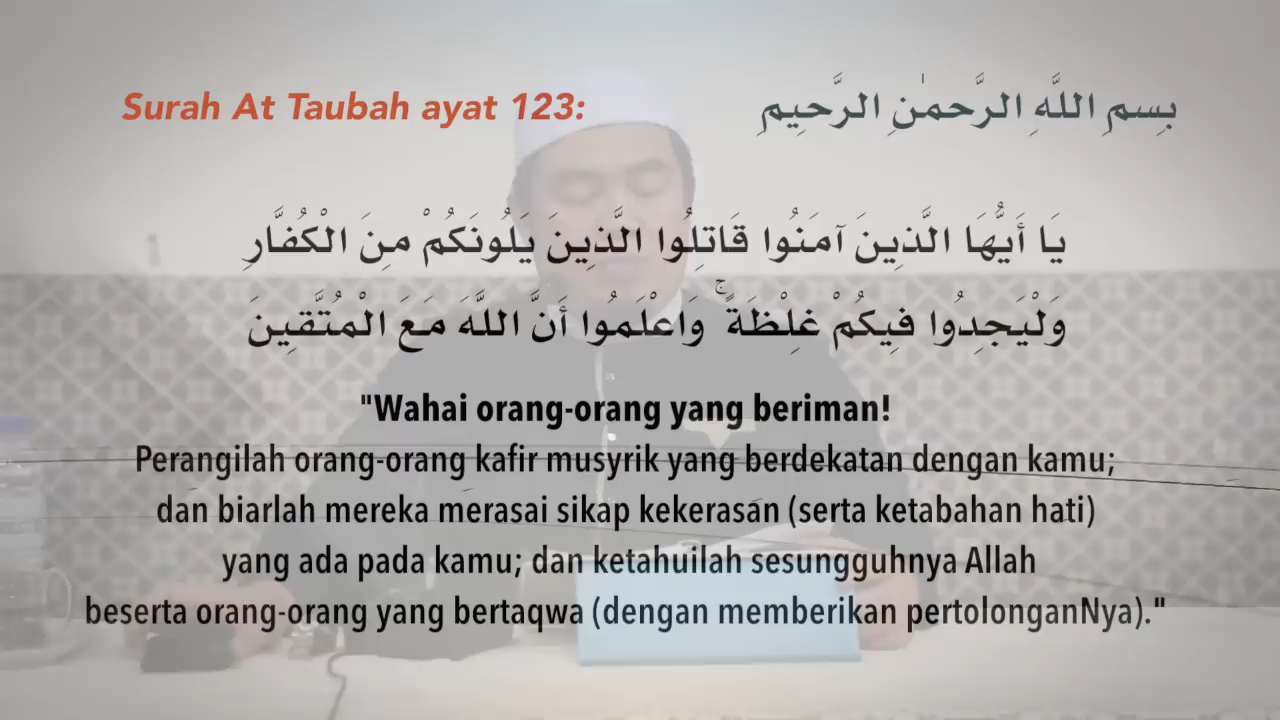 Surah At Taubah ayat 123:
بِسمِ اللَّهِ الرَّحمٰنِ الرَّحيمِ
يَا أَيُّهَا الَّذِينَ آمَنُوا قَاتِلُوا الَّذِينَ يَلُونَكُمْ مِنَ الْكُفَّارِ
وَلْيَجِدُوا فِيكُمْ غِلْظَةً ۚ وَاعْلَمُوا أَنَّ اللَّهَ مَعَ الْمُتَّقِينَ
"Wahai orang-orang yang beriman!
Perangilah orang-orang kafir musyrik yang berdekatan dengan kamu;
dan biarlah mereka merasai sikap kekerasan (serta ketabahan hati)
yang ada pada kamu; dan ketahuilah sesungguhnya Allah
beserta orang-orang yang bertaqwa (dengan memberikan pertolonganNya)."